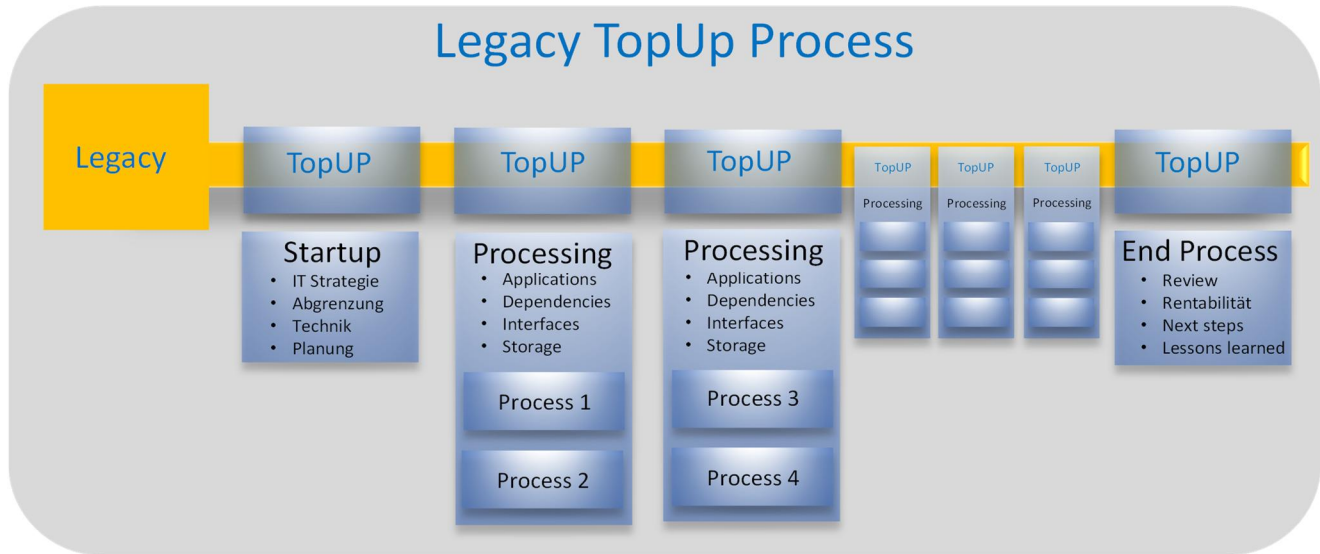 Legacy TopUp Process
Legacy
TopUP
TopUP
TopUP
TopUP
TopUP
TopUP
TopUP
Processing
Processing
Processing
Startup
• IT Strategie
• Abgrenzung
• Technik
• Planung
Processing
• Applications
• Dependencies
• Interfaces
• Storage
Process 1
Process 2
Processing
• Applications
• Dependencies
• Interfaces
• Storage
Process 3
Process 4
End Process
• Review
• Rentabilität
• Next steps
• Lessons learned